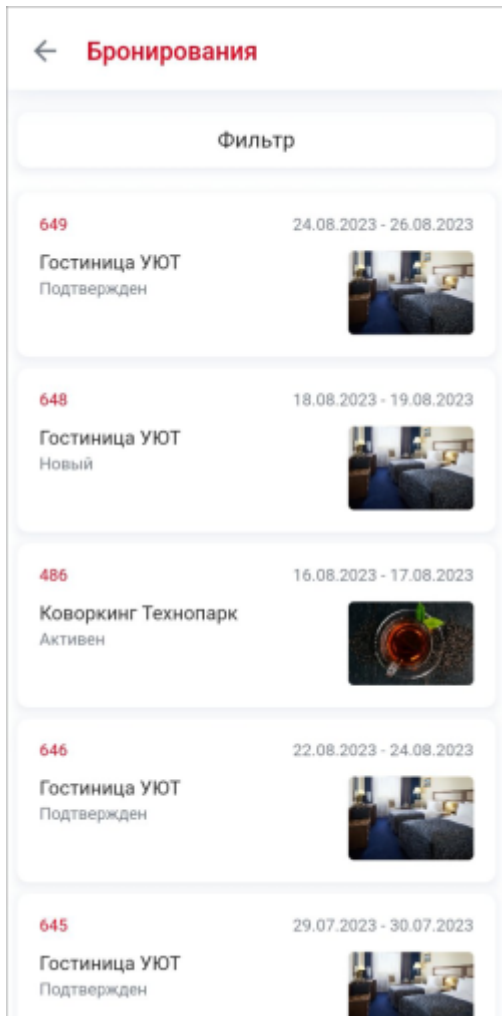 Бронирования
Фильтр
649 24.08.2023 - 26.08.2023
Гостиница УЮТ
Подтвержден
648 18.08.2023 - 19.08.2023
Гостиница УЮТ
Новый
486 16.08.2023 - 17.08.2023
Коворкинг Технопарк
Активен
646 22.08.2023 - 24.08.2023
Гостиница УЮТ
Подтвержден
645 29.07.2023 - 30.07.2023
Гостиница УЮТ
Подтвержден